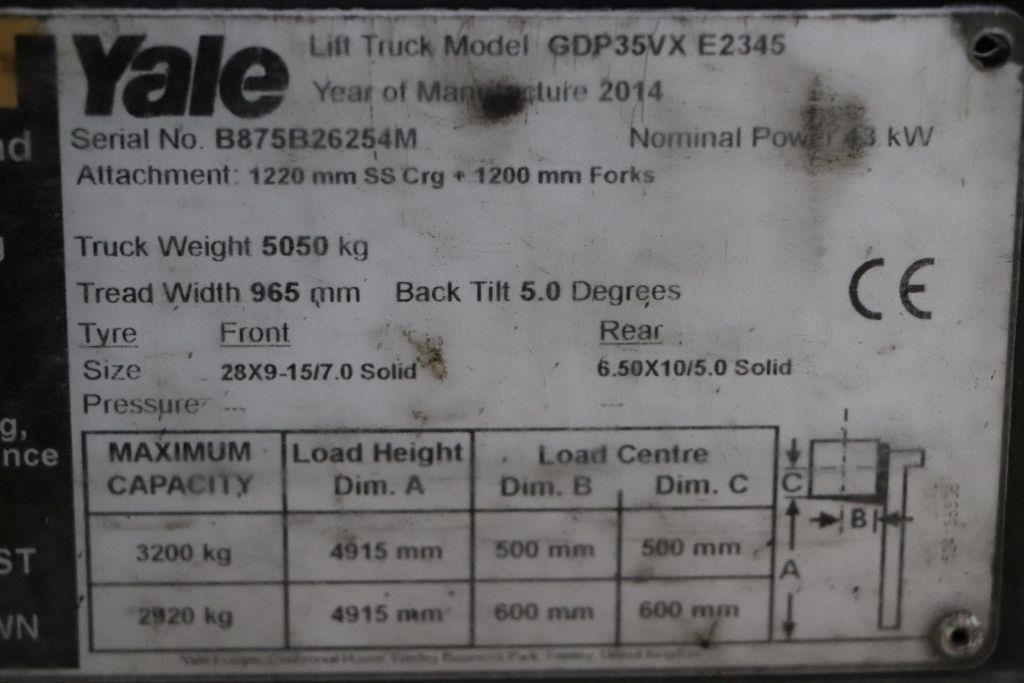 Yale
Lift Truck Model GDP35VX E2345
Year of Manufacture 2014
Serial No. B875B26254M Nominal Power 43 kW
Attachment: 1220 mm SS Crg + 1200 mm Forks
Truck Weight 5050 kg
Tread Width 965 mm Back Tilt 5.0 Degrees
CE
Tyre Front Rear
Size 28X9-15/7.0 Solid 6.50X10/5.0 Solid
Pressure --- ---
MAXIMUM CAPACITY Load Height Dim. A Load Centre
Dim. B Dim. C
3200 kg 4915 mm 500 mm 500 mm
2920 kg 4915 mm 600 mm 600 mm
C
B
A
nd
g,
nce
ST
WN